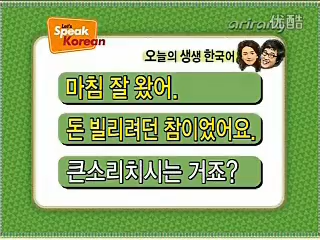 Let's
Speak
Korean
arirang
优酷
오늘의 생생 한국어
마침 잘 왔어.
돈 빌리려던 참이었어요.
큰소리치시는 거죠?